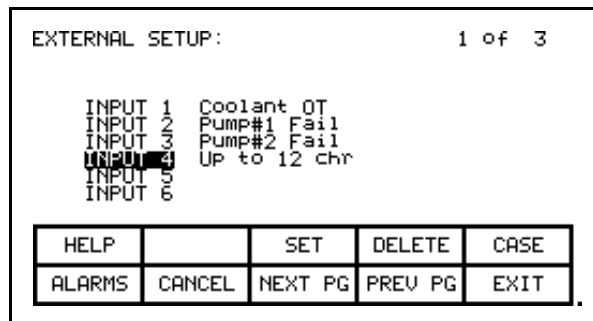 EXTERNAL SETUP: 1 of 3
INPUT 1 Coolant OT
INPUT 2 Pump#1 Fail
INPUT 3 Pump#2 Fail
INPUT 4 Up to 12 chr
INPUT 5
INPUT 6
HELP SET DELETE CASE
ALARMS CANCEL NEXT PG PREV PG EXIT
.